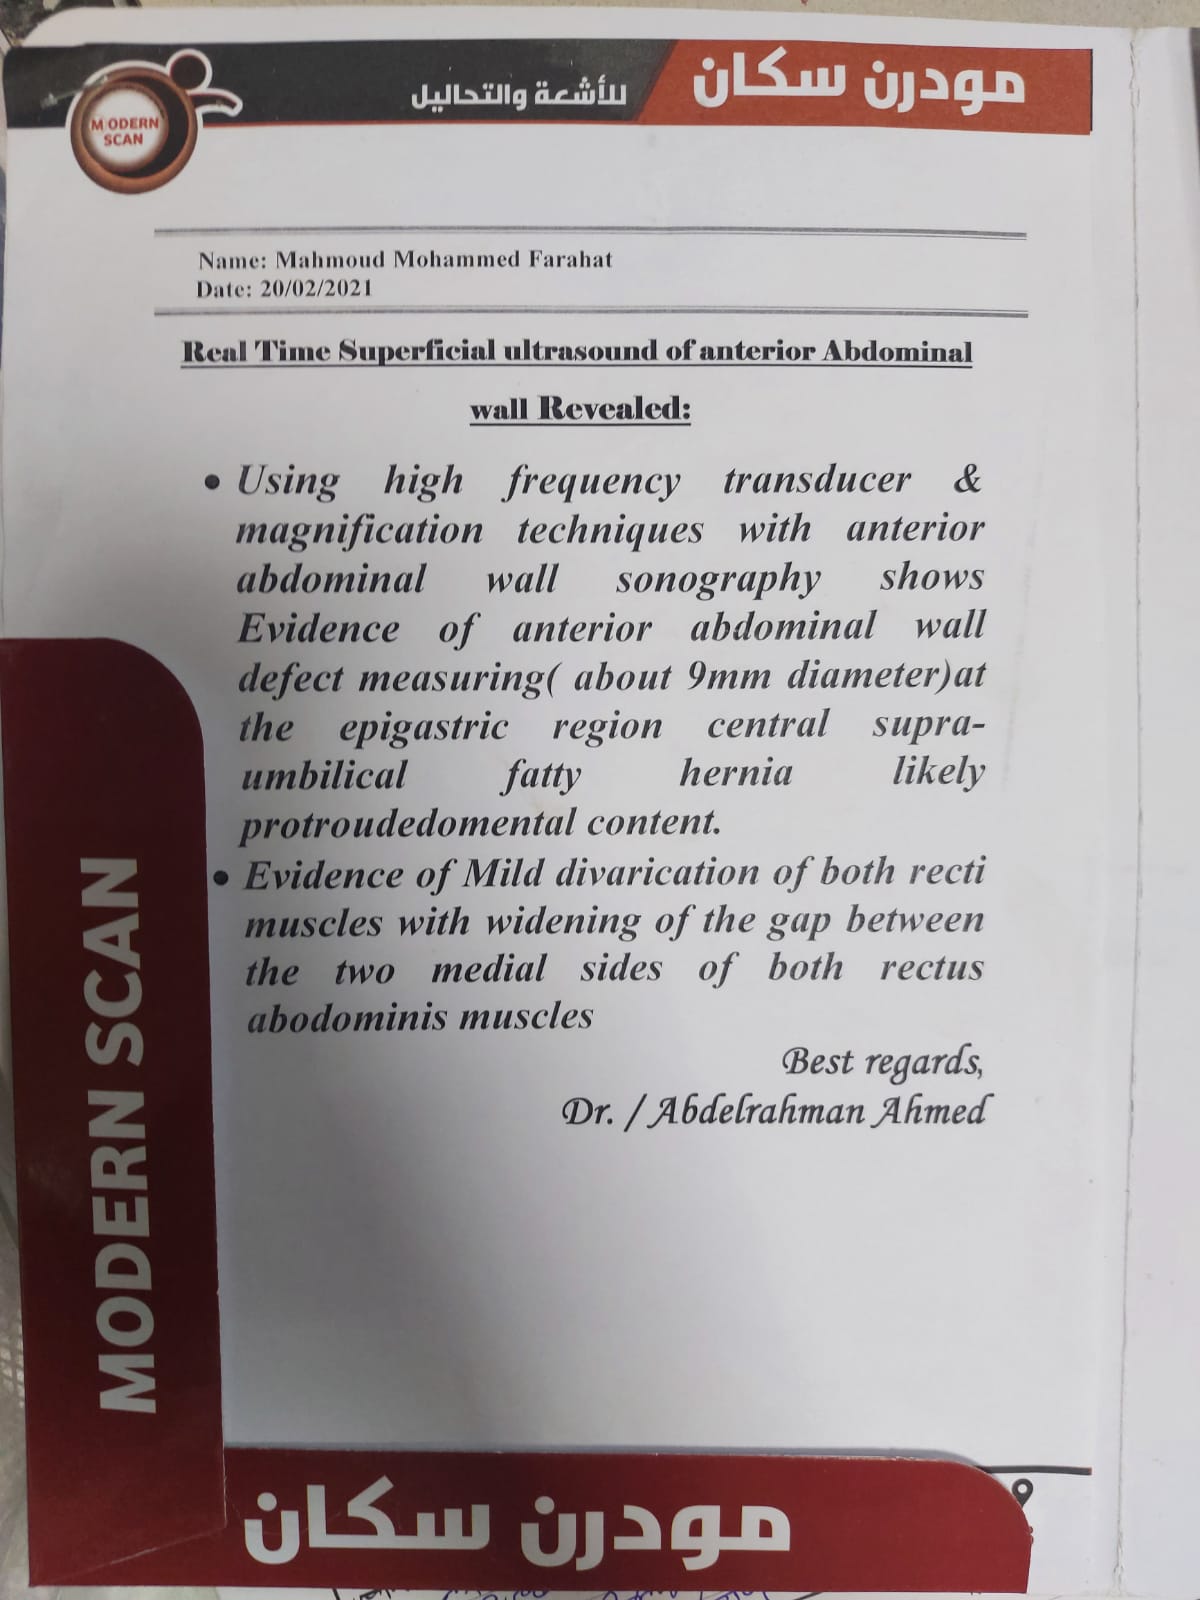 مودرن سكان
للأشعة والتحاليل
MODERN
SCAN
Name: Mahmoud Mohammed Farahat
Date: 20/02/2021
Real Time Superficial ultrasound of anterior Abdominal
wall Revealed:
• Using high frequency transducer &
magnification techniques with anterior
abdominal wall sonography shows
Evidence of anterior abdominal wall
defect measuring( about 9mm diameter)at
the epigastric region central supra-
umbilical fatty hernia likely
protroudedomental content.
• Evidence of Mild divarication of both recti
muscles with widening of the gap between
the two medial sides of both rectus
abodominis muscles
Best regards,
Dr. / Abdelrahman Ahmed
MODERN SCAN
مودرن سكان